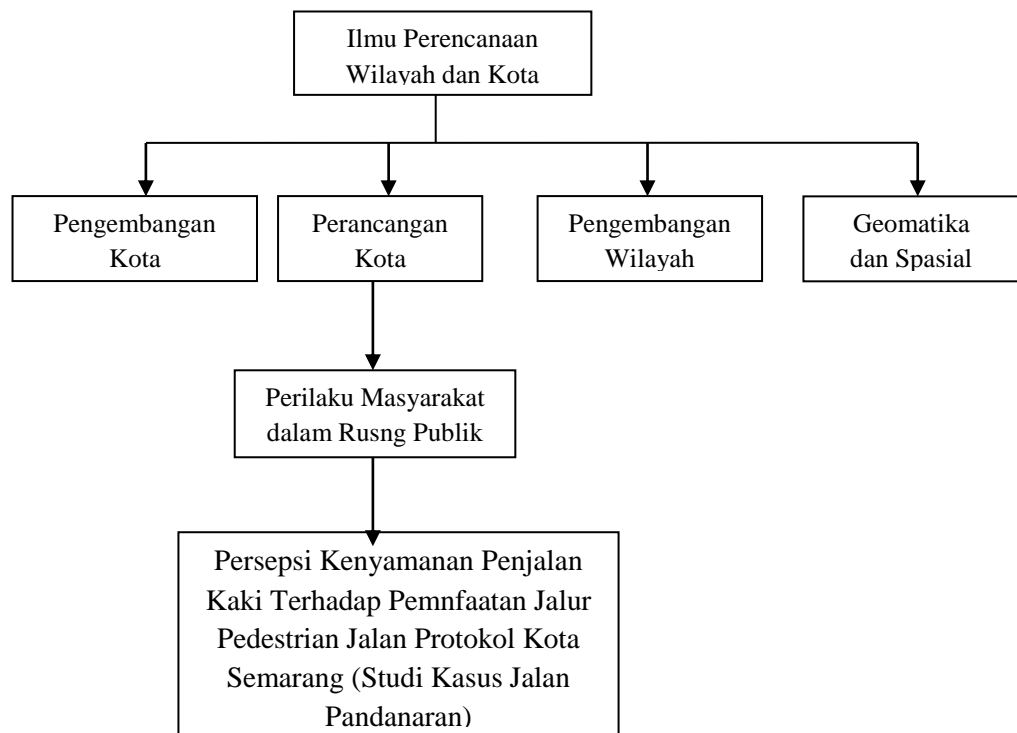 Ilmu Perencanaan
Wilayah dan Kota
Pengembangan
Kota
Perancangan
Kota
Pengembangan
Wilayah
Geomatika
dan Spasial
Perilaku Masyarakat
dalam Rusng Publik
Persepsi Kenyamanan Penjalan
Kaki Terhadap Pemnfaatan Jalur
Pedestrian Jalan Protokol Kota
Semarang (Studi Kasus Jalan
Pandanaran)